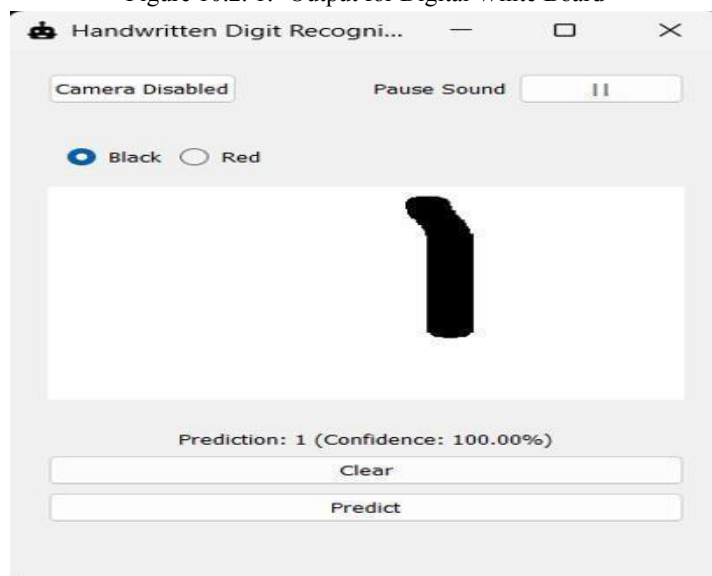 Figure 10.2. 1: Output for Digital White Board
Handwritten Digit Recogni...
Camera Disabled Pause Sound
Black Red
1
Prediction: 1 (Confidence: 100.00%)
Clear
Predict